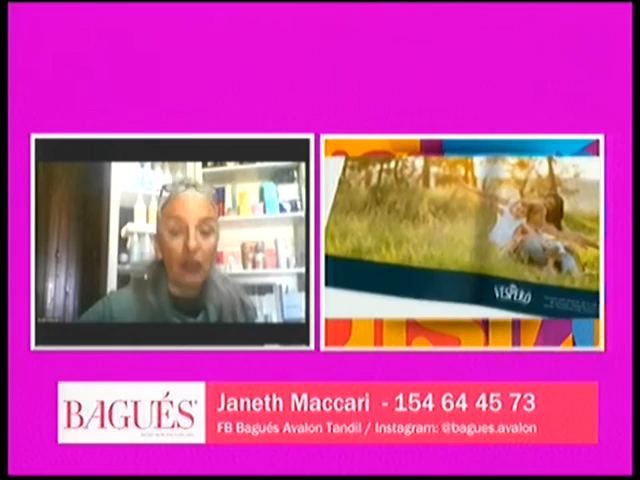 VESPERO
BAGUÉS
Janeth Maccari - 154 64 45 73
FB Bagués Avalon Tandil / Instagram: @bagues.avalon